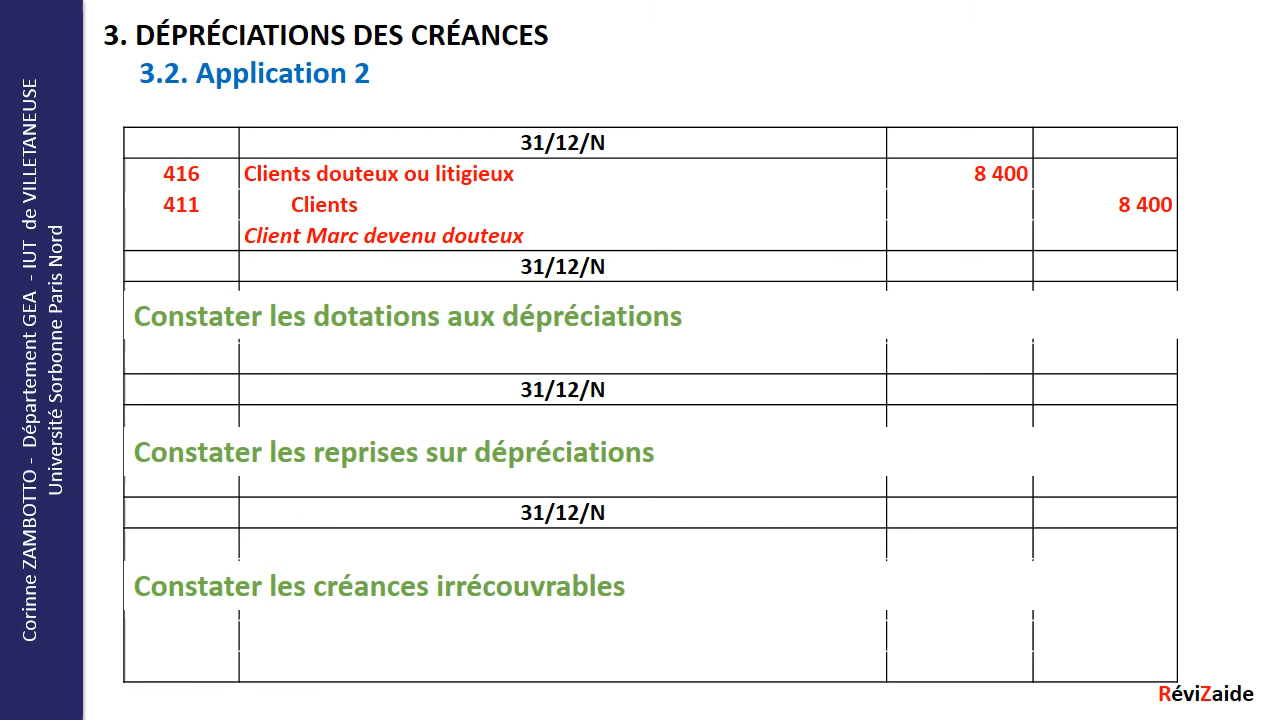 3. DÉPRÉCIATIONS DES CRÉANCES
3.2. Application 2
31/12/N
416 Clients douteux ou litigieux 8 400
411 Clients 8 400
Client Marc devenu douteux
31/12/N
Constater les dotations aux dépréciations
31/12/N
Constater les reprises sur dépréciations
31/12/N
Constater les créances irrécouvrables
Corinne ZAMBOTTO - Département GEA - IUT de VILLETANEUSE
Université Sorbonne Paris Nord
RéviZaide